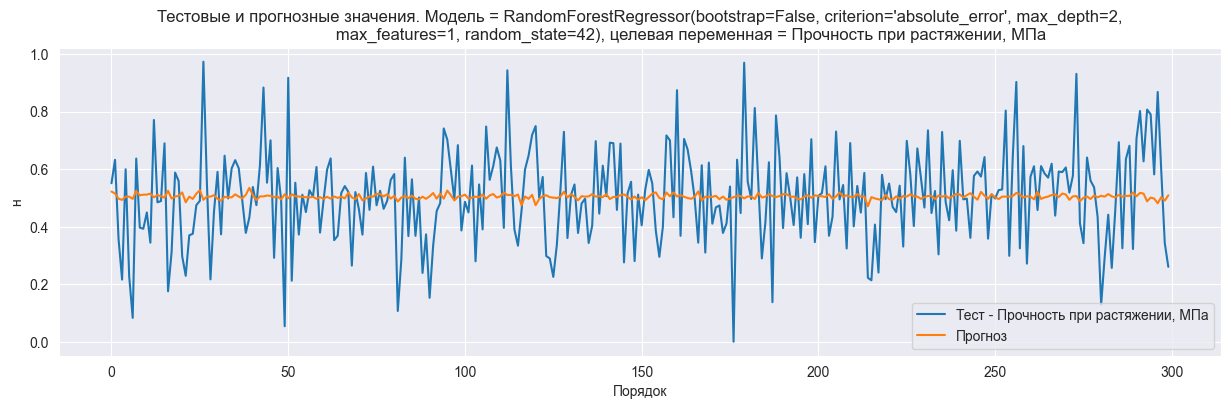 Тестовые и прогнозные значения. Модель = RandomForestRegressor(bootstrap=False, criterion='absolute_error', max_depth=2,
max_features=1, random_state=42), целевая переменная = Прочность при растяжении, МПа
1.0
0.8
0.6
0.4
0.2
0.0
н
0
50
100
150
200
250
300
Порядок
Тест - Прочность при растяжении, МПа
Прогноз